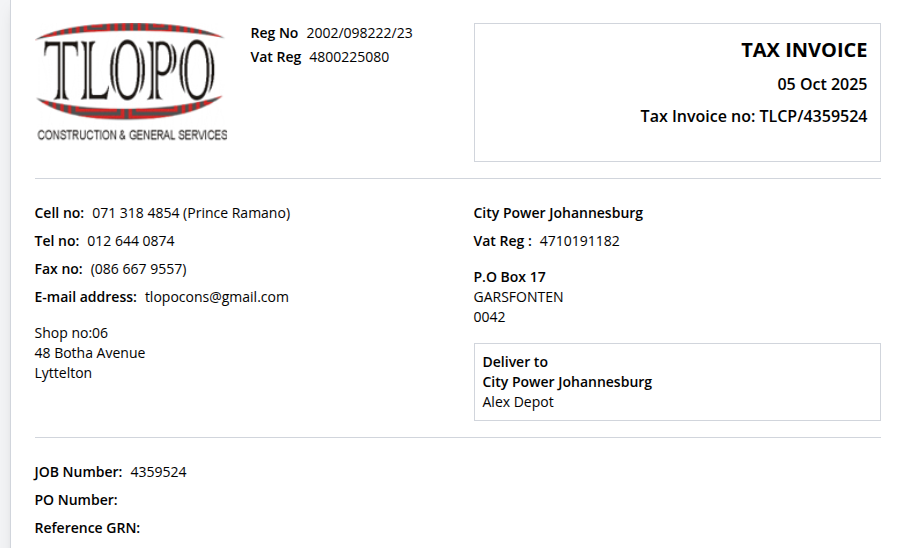 TLOPO
CONSTRUCTION & GENERAL SERVICES
Reg No 2002/098222/23
Vat Reg 4800225080
TAX INVOICE
05 Oct 2025
Tax Invoice no: TLCP/4359524
Cell no: 071 318 4854 (Prince Ramano)
Tel no: 012 644 0874
Fax no: (086 667 9557)
E-mail address: tlopocons@gmail.com
Shop no:06
48 Botha Avenue
Lyttelton
City Power Johannesburg
Vat Reg : 4710191182
P.O Box 17
GARSFONTEN
0042
Deliver to
City Power Johannesburg
Alex Depot
JOB Number: 4359524
PO Number:
Reference GRN: